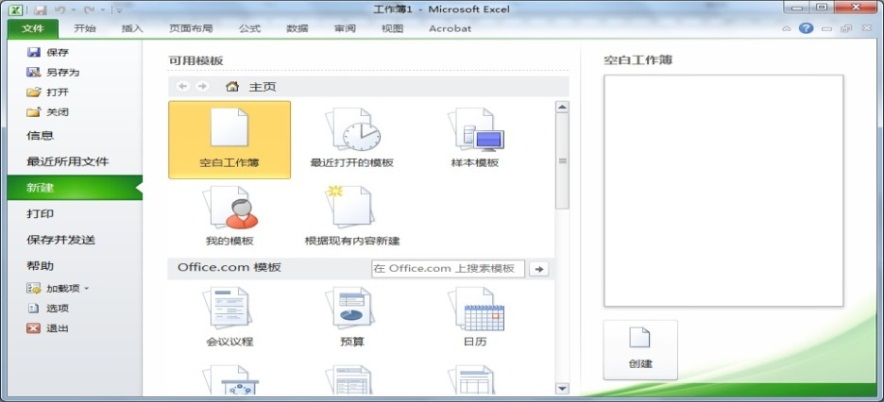 工作簿1 - Microsoft Excel
文件 开始 插入 页面布局 公式 数据 审阅 视图 Acrobat
保存
另存为
打开
关闭
信息
最近所用文件
新建
打印
保存并发送
帮助
加载项
选项
退出
可用模板
主页
空白工作簿 最近打开的模板 样本模板
我的模板 根据现有内容新建
Office.com 模板 在 Office.com 上搜索模板
会议议程 预算 日历
空白工作簿
创建